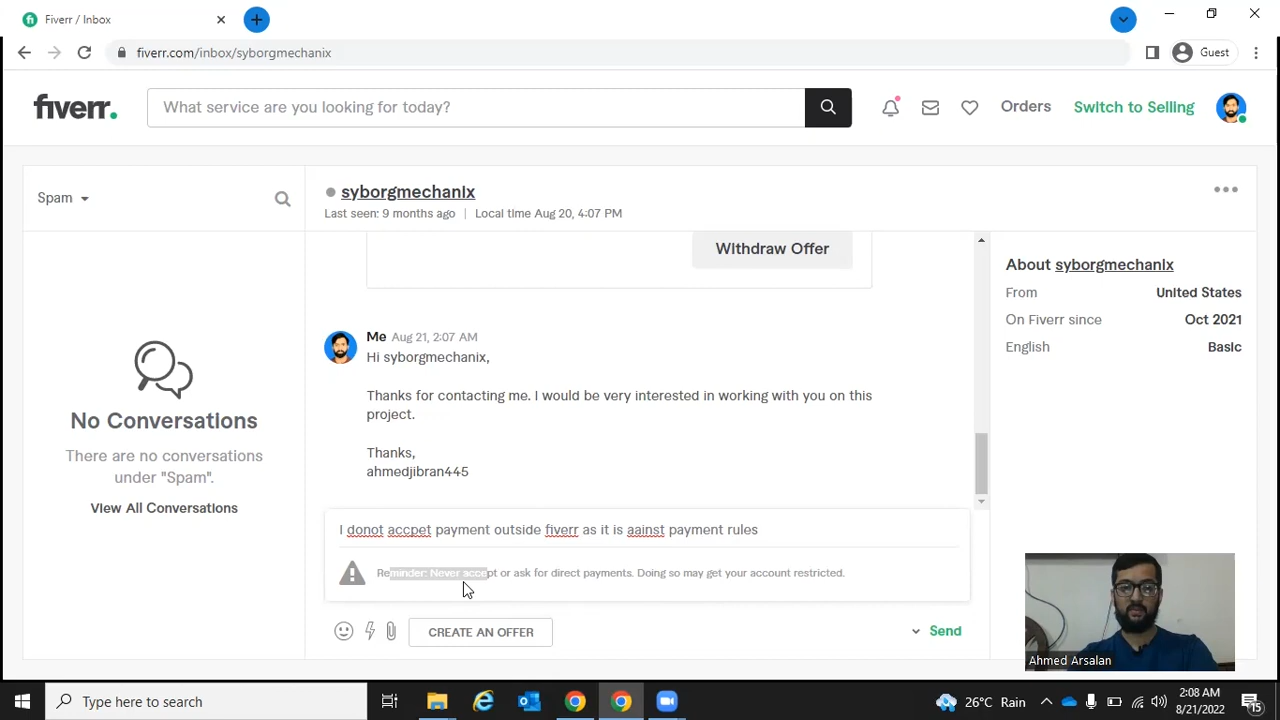 Fiverr / Inbox
fiverr.com/inbox/syborgmechanix
Guest
fiverr.
What service are you looking for today?
Orders
Switch to Selling
Spam
syborgmechanix
Last seen: 9 months ago | Local time Aug 20, 4:07 PM
Withdraw Offer
About syborgmechanix
From United States
On Fiverr since Oct 2021
English Basic
No Conversations
There are no conversations
under "Spam".
View All Conversations
Me Aug 21, 2:07 AM
Hi syborgmechanix,
Thanks for contacting me. I would be very interested in working with you on this
project.
Thanks,
ahmedjibran445
I donot accpet payment outside fiverr as it is aainst payment rules
Reminder: Never accept or ask for direct payments. Doing so may get your account restricted.
CREATE AN OFFER
Send
Ahmed Arsalan
Type here to search
26°C Rain
2:08 AM
8/21/2022
15